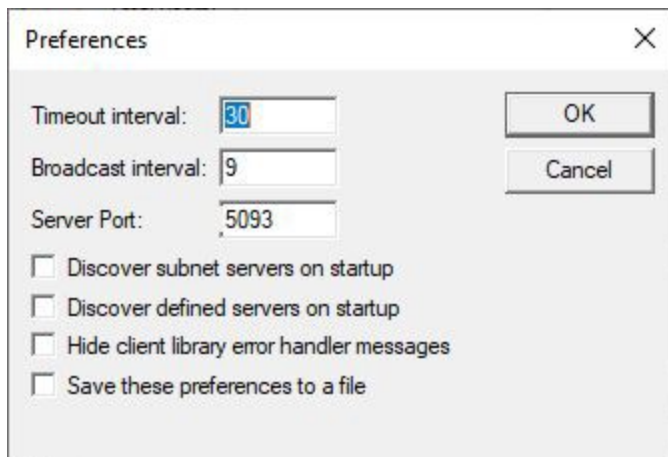 Preferences
Timeout interval: 30
OK
Broadcast interval: 9
Cancel
Server Port: 5093
Discover subnet servers on startup
Discover defined servers on startup
Hide client library error handler messages
Save these preferences to a file